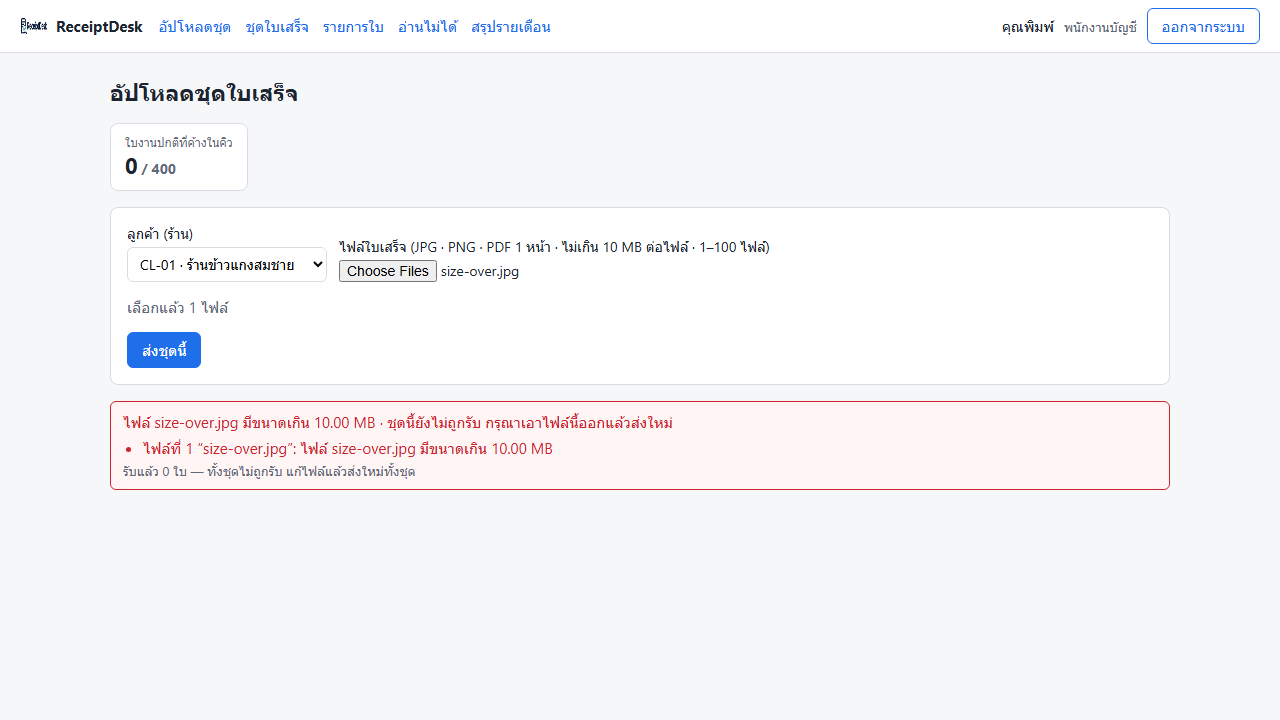 ReceiptDesk อัปโหลดชุด ชุดใบเสร็จ รายการใบ อ่านไม่ได้ สรุปรายเดือน คุณพิมพ์ พนักงานบัญชี ออกจากระบบ
อัปโหลดชุดใบเสร็จ
ใบงานปกติที่ค้างในคิว
0 / 400
ลูกค้า (ร้าน)
CL-01 · ร้านข้าวแกงสมชาย
ไฟล์ใบเสร็จ (JPG · PNG · PDF 1 หน้า · ไม่เกิน 10 MB ต่อไฟล์ · 1–100 ไฟล์)
Choose Files size-over.jpg
เลือกแล้ว 1 ไฟล์
ส่งชุดนี้
ไฟล์ size-over.jpg มีขนาดเกิน 10.00 MB · ชุดนี้ยังไม่ถูกรับ กรุณาเอาไฟล์นี้ออกแล้วส่งใหม่
• ไฟล์ที่ 1 “size-over.jpg”: ไฟล์ size-over.jpg มีขนาดเกิน 10.00 MB
รับแล้ว 0 ใบ — ทั้งชุดไม่ถูกรับ แก้ไฟล์แล้วส่งใหม่ทั้งชุด